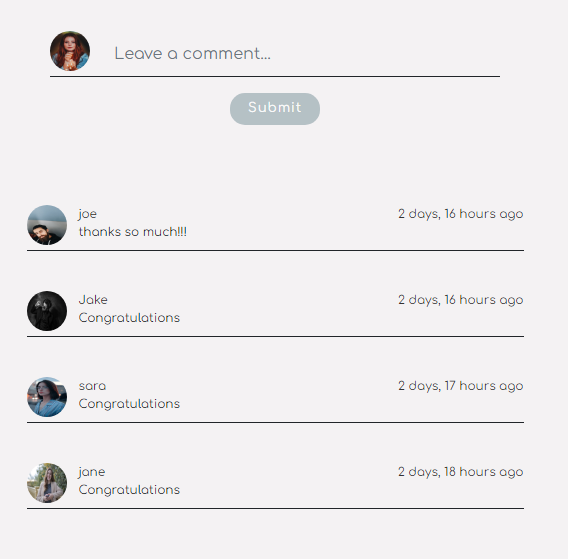 Leave a comment...
Submit
joe 2 days, 16 hours ago
thanks so much!!!
Jake 2 days, 16 hours ago
Congratulations
sara 2 days, 17 hours ago
Congratulations
jane 2 days, 18 hours ago
Congratulations